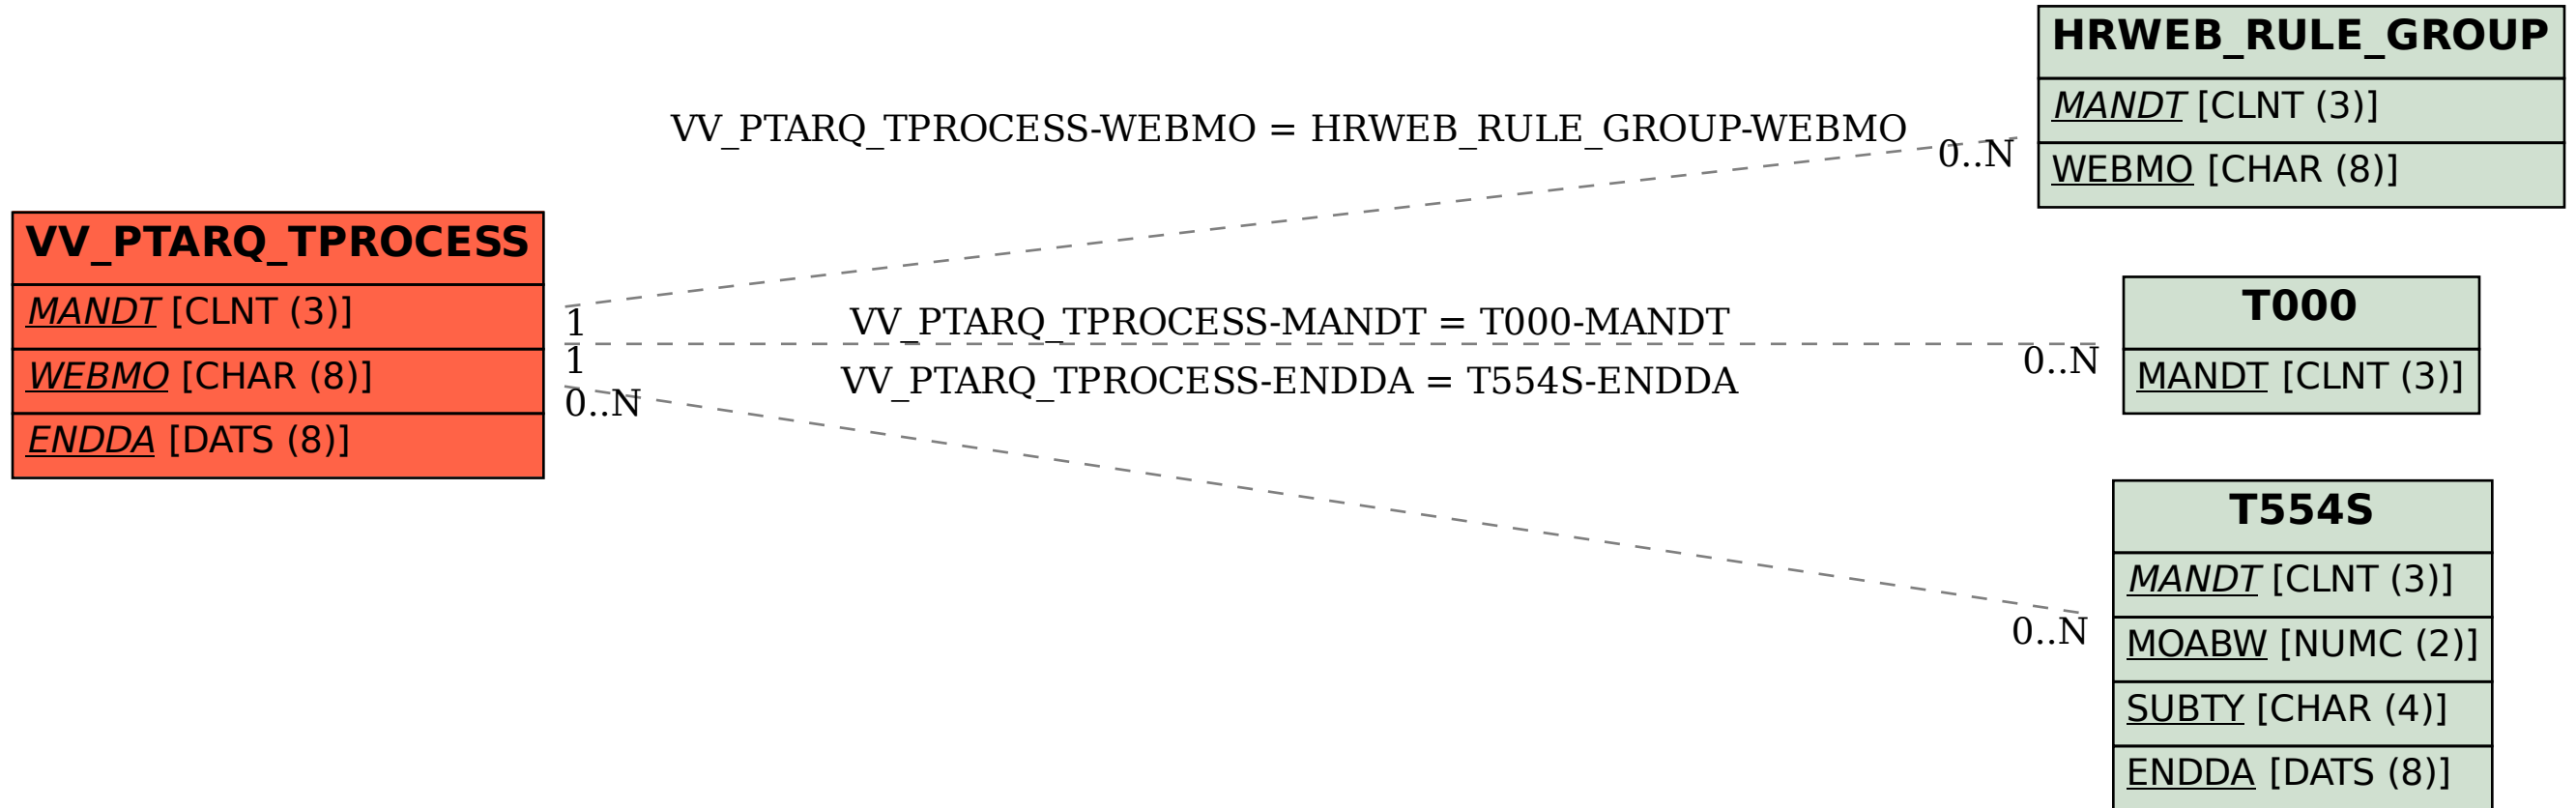 HRWEB_RULE_GROUP
MANDT [CLNT (3)]
WEBMO [CHAR (8)]
VV_PTARQ_TPROCESS-WEBMO = HRWEB_RULE_GROUP-WEBMO
0..N
VV_PTARQ_TPROCESS
MANDT [CLNT (3)]
WEBMO [CHAR (8)]
ENDDA [DATS (8)]
1
VV_PTARQ_TPROCESS-MANDT = T000-MANDT
1
0..N
VV_PTARQ_TPROCESS-ENDDA = T554S-ENDDA
0..N
T000
MANDT [CLNT (3)]
0..N
T554S
MANDT [CLNT (3)]
MOABW [NUMC (2)]
SUBTY [CHAR (4)]
ENDDA [DATS (8)]